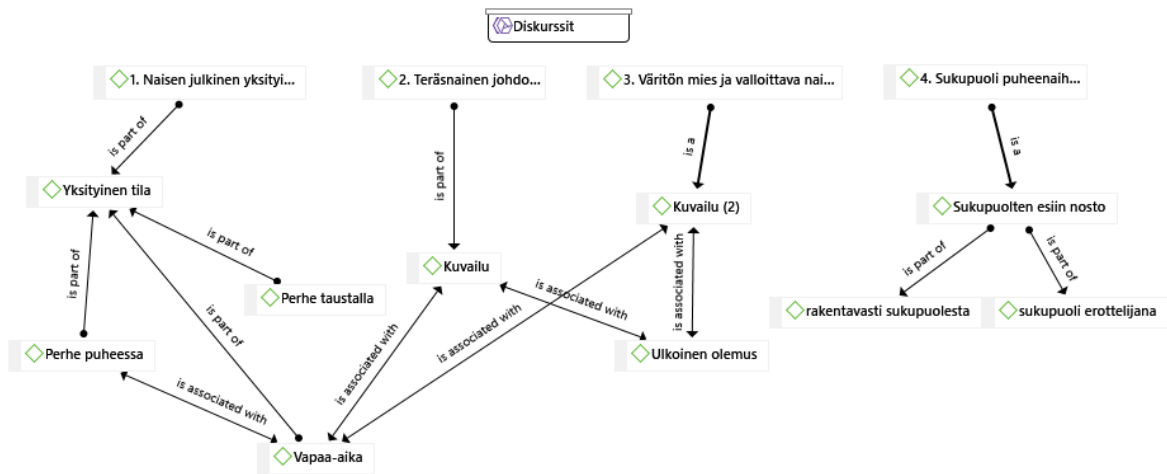 Diskurssit
1. Naisen julkinen yksityi...
2. Teräsnainen johdo...
3. Väritön mies ja valloittava nai...
4. Sukupuoli puheenaih...
is part of
is part of
is a
is a
Yksityinen tila
Kuvailu (2)
Sukupuolten esiin nosto
is part of
is part of
is associated with
is part of
is part of
Kuvailu
Perhe taustalla
is associated with
rakentavasti sukupuolesta
sukupuoli erottelijana
is part of
is associated with
Perhe puheessa
is associated with
Ulkoinen olemus
is associated with
Vapaa-aika